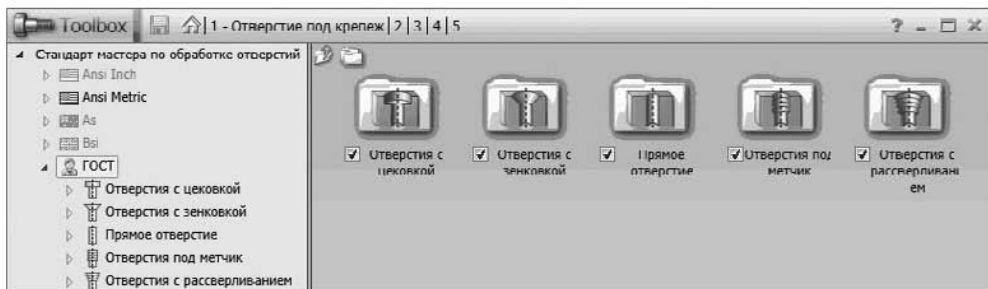 Toolbox 1 - Отверстие под крепеж 2 3 4 5 ?
Стандарт мастера по обработке отверстий
Ansi Inch
Ansi Metric
As
Bsi
ГОСТ
Отверстия с цековкой
Отверстия с зенковкой
Прямое отверстие
Отверстия под метчик
Отверстия с рассверливанием
Отверстия с
цековкой
Отверстия с
зенковкой
Прямое
отверстие
Отверстия под
метчик
Отверстия с
рассверливани
ем